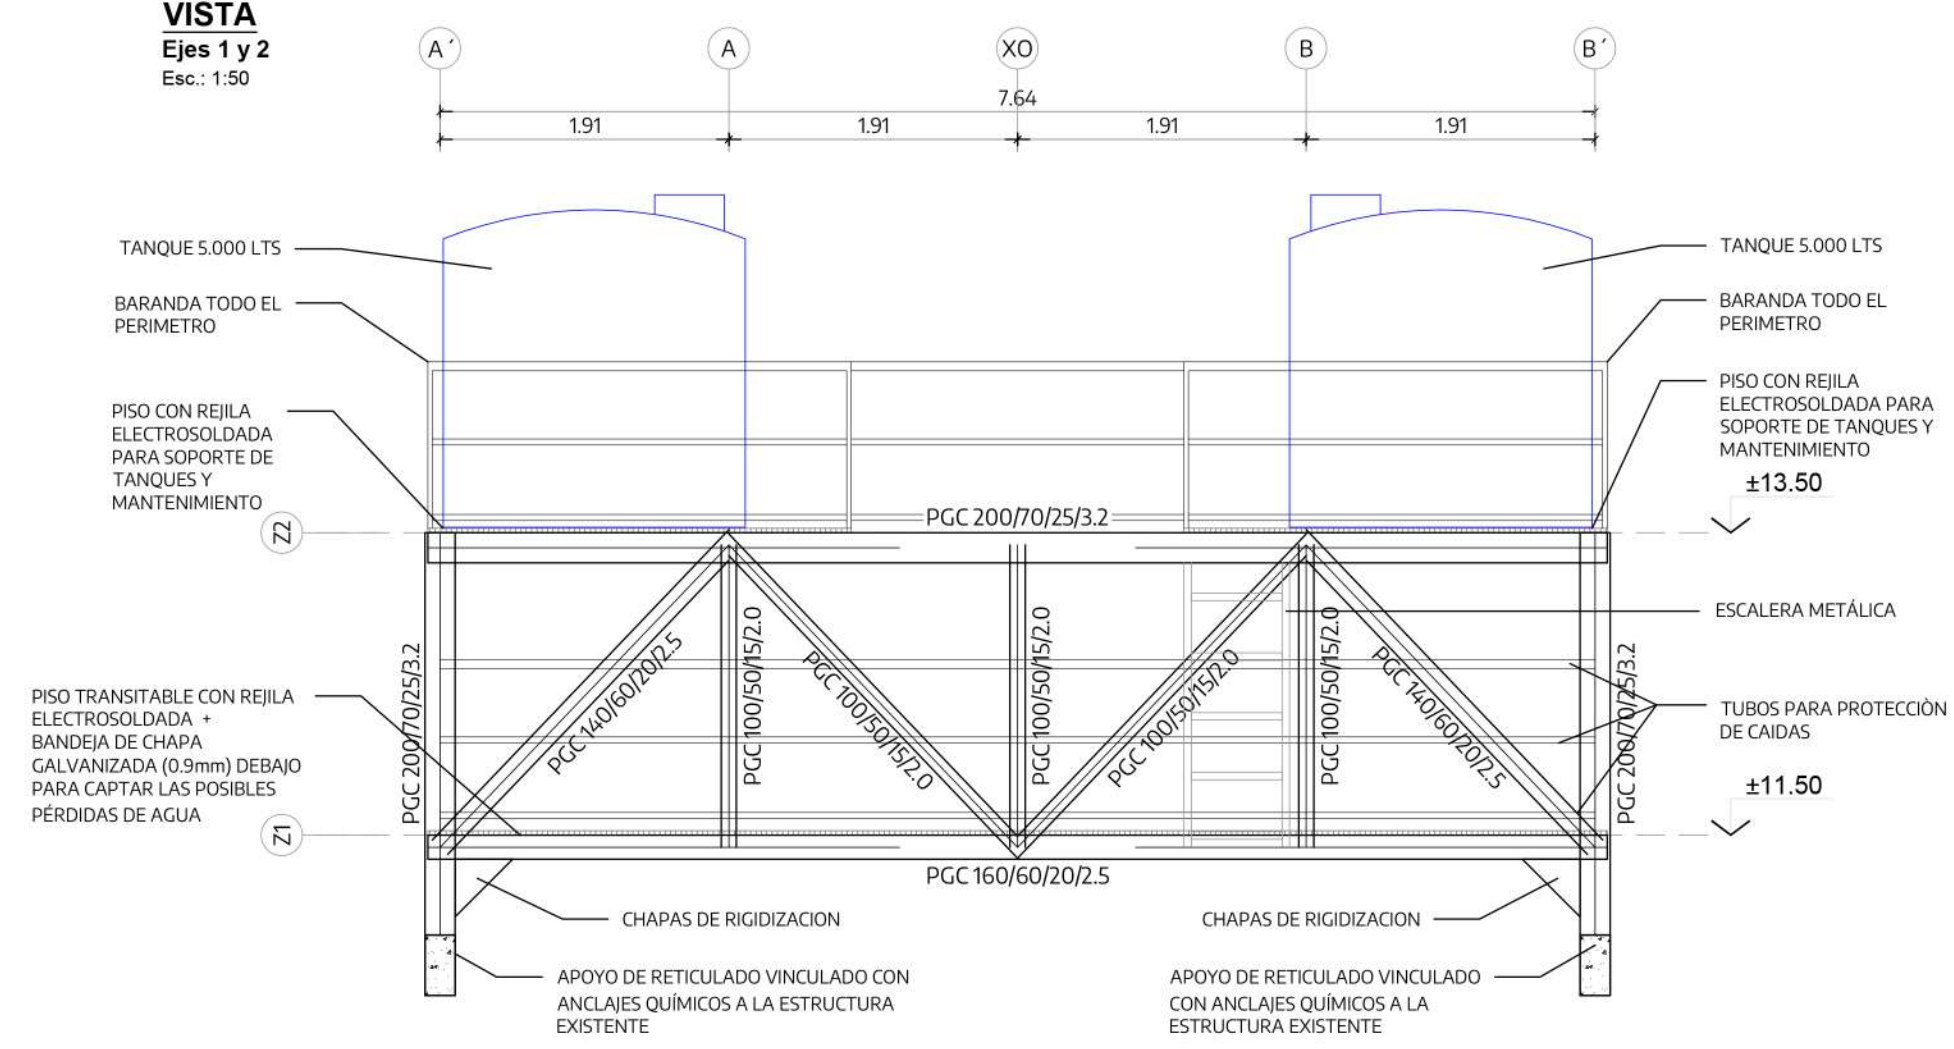 VISTA
Ejes 1 y 2
Esc.: 1:50
A´
A
XO
B
B´
7.64
1.91
1.91
1.91
1.91
TANQUE 5.000 LTS
BARANDA TODO EL
PERIMETRO
PISO CON REJILA
ELECTROSOLDADA
PARA SOPORTE DE
TANQUES Y
MANTENIMIENTO
TANQUE 5.000 LTS
BARANDA TODO EL
PERIMETRO
PISO CON REJILA
ELECTROSOLDADA PARA
SOPORTE DE TANQUES Y
MANTENIMIENTO
±13.50
Z2
PGC 200/70/25/3.2
PGC 200/70/25/3.2
PGC 140/60/20/2.5
PGC 100/50/15/2.0
PGC 100/50/15/2.0
PGC 100/50/15/2.0
PGC 100/50/15/2.0
PGC 100/50/15/2.0
PGC 140/60/20/2.5
PGC 200/70/25/3.2
ESCALERA METÁLICA
TUBOS PARA PROTECCIÒN
DE CAIDAS
PISO TRANSITABLE CON REJILA
ELECTROSOLDADA +
BANDEJA DE CHAPA
GALVANIZADA (0.9mm) DEBAJO
PARA CAPTAR LAS POSIBLES
PÉRDIDAS DE AGUA
±11.50
Z1
PGC 160/60/20/2.5
CHAPAS DE RIGIDIZACION
CHAPAS DE RIGIDIZACION
APOYO DE RETICULADO VINCULADO CON
ANCLAJES QUÍMICOS A LA ESTRUCTURA
EXISTENTE
APOYO DE RETICULADO VINCULADO
CON ANCLAJES QUÍMICOS A LA
ESTRUCTURA EXISTENTE